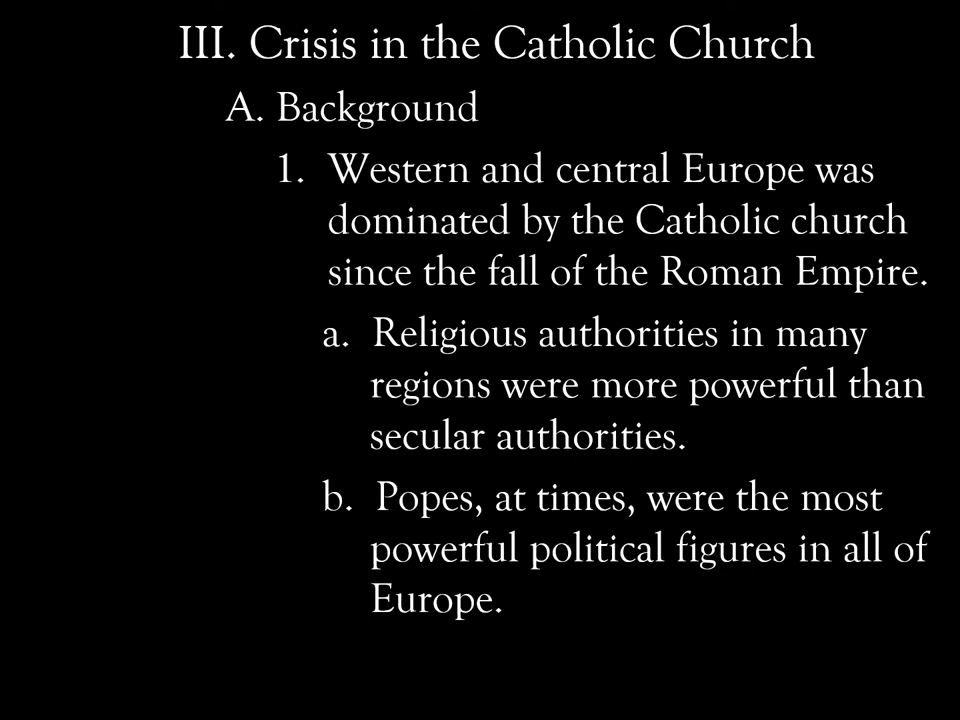 III. Crisis in the Catholic Church
A. Background
1. Western and central Europe was
dominated by the Catholic church
since the fall of the Roman Empire.
a. Religious authorities in many
regions were more powerful than
secular authorities.
b. Popes, at times, were the most
powerful political figures in all of
Europe.